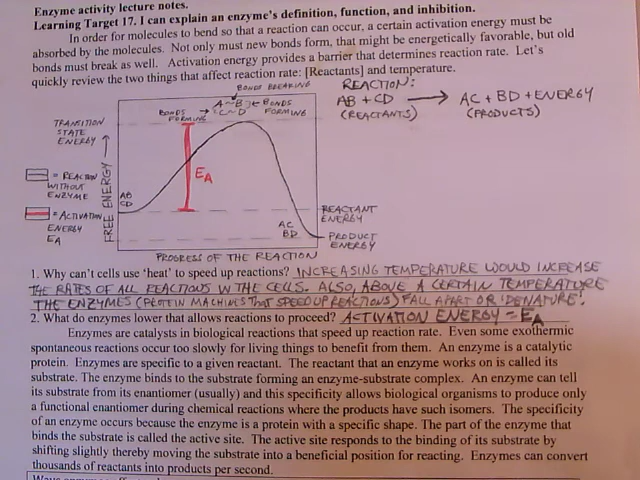 Enzyme activity lecture notes.
Learning Target 17. I can explain an enzyme's definition, function, and inhibition.
In order for molecules to bend so that a reaction can occur, a certain activation energy must be
absorbed by the molecules. Not only must new bonds form, that might be energetically favorable, but old
bonds must break as well. Activation energy provides a barrier that determines reaction rate. Let's
quickly review the two things that affect reaction rate: [Reactants] and temperature.
REACTION:
AB + CD → AC + BD + ENERGY
(REACTANTS) (PRODUCTS)
BONDS BREAKING
BONDS FORMING
A~B
C~D
BONDS FORMING
TRANSITION STATE ENERGY
FREE ENERGY
EA
= REACTION WITHOUT ENZYME
= ACTIVATION ENERGY EA
AB
CD
AC
BD
REACTANT ENERGY
PRODUCT ENERGY
PROGRESS OF THE REACTION
1. Why can't cells use 'heat' to speed up reactions? INCREASING TEMPERATURE WOULD INCREASE
THE RATES OF ALL REACTIONS IN THE CELLS. ALSO, ABOVE A CERTAIN TEMPERATURE
THE ENZYMES (PROTEIN MACHINES THAT SPEED UP REACTIONS) FALL APART OR 'DENATURE'.
2. What do enzymes lower that allows reactions to proceed? ACTIVATION ENERGY = EA
Enzymes are catalysts in biological reactions that speed up reaction rate. Even some exothermic
spontaneous reactions occur too slowly for living things to benefit from them. An enzyme is a catalytic
protein. Enzymes are specific to a given reactant. The reactant that an enzyme works on is called its
substrate. The enzyme binds to the substrate forming an enzyme-substrate complex. An enzyme can tell
its substrate from its enantiomer (usually) and this specificity allows biological organisms to produce only
a functional enantiomer during chemical reactions where the products have such isomers. The specificity
of an enzyme occurs because the enzyme is a protein with a specific shape. The part of the enzyme that
binds the substrate is called the active site. The active site responds to the binding of its substrate by
shifting slightly thereby moving the substrate into a beneficial position for reacting. Enzymes can convert
thousands of reactants into products per second.